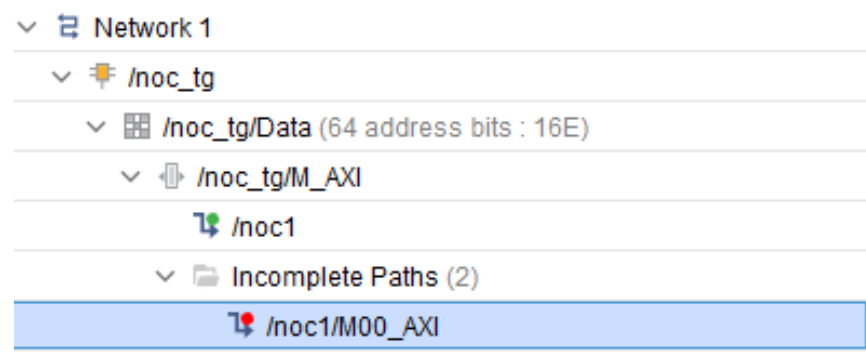 Network 1
/noc_tg
/noc_tg/Data (64 address bits : 16E)
/noc_tg/M_AXI
/noc1
Incomplete Paths (2)
/noc1/M00_AXI